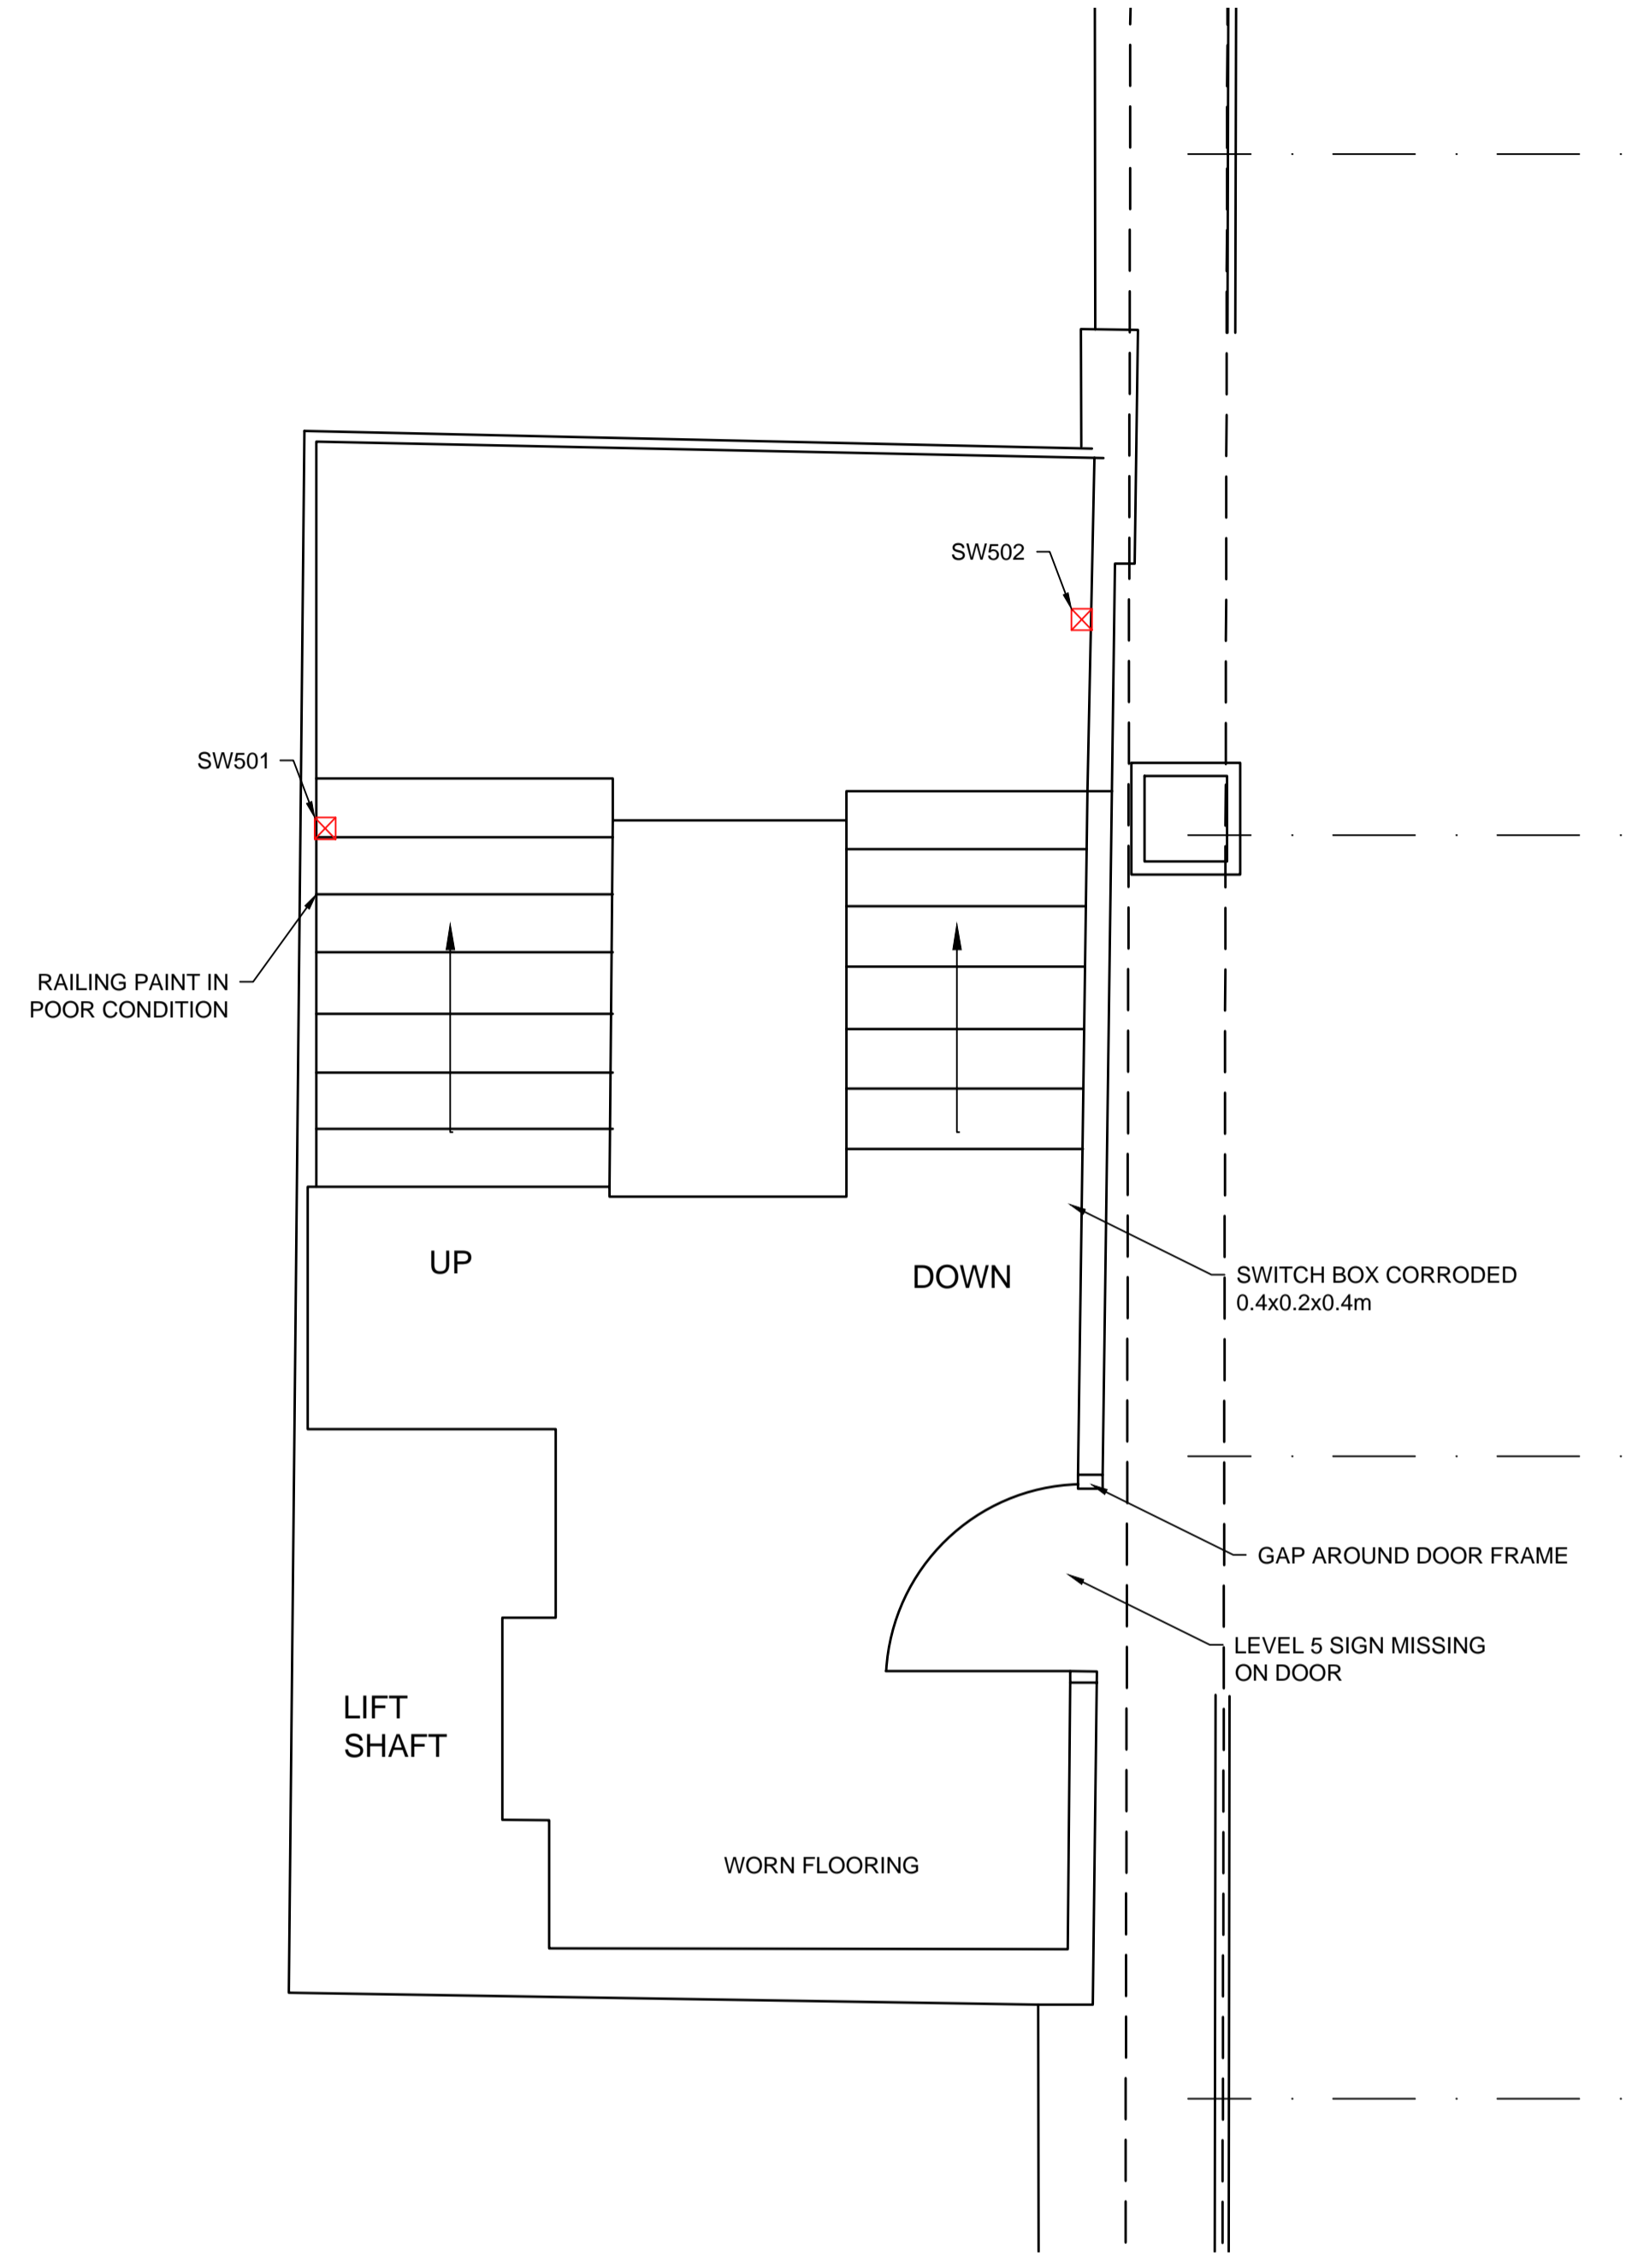 SW502
SW501
RAILING PAINT IN
POOR CONDITION
UP
DOWN
SWITCH BOX CORRODED
0.4x0.2x0.4m
GAP AROUND DOOR FRAME
LEVEL 5 SIGN MISSING
ON DOOR
LIFT
SHAFT
WORN FLOORING